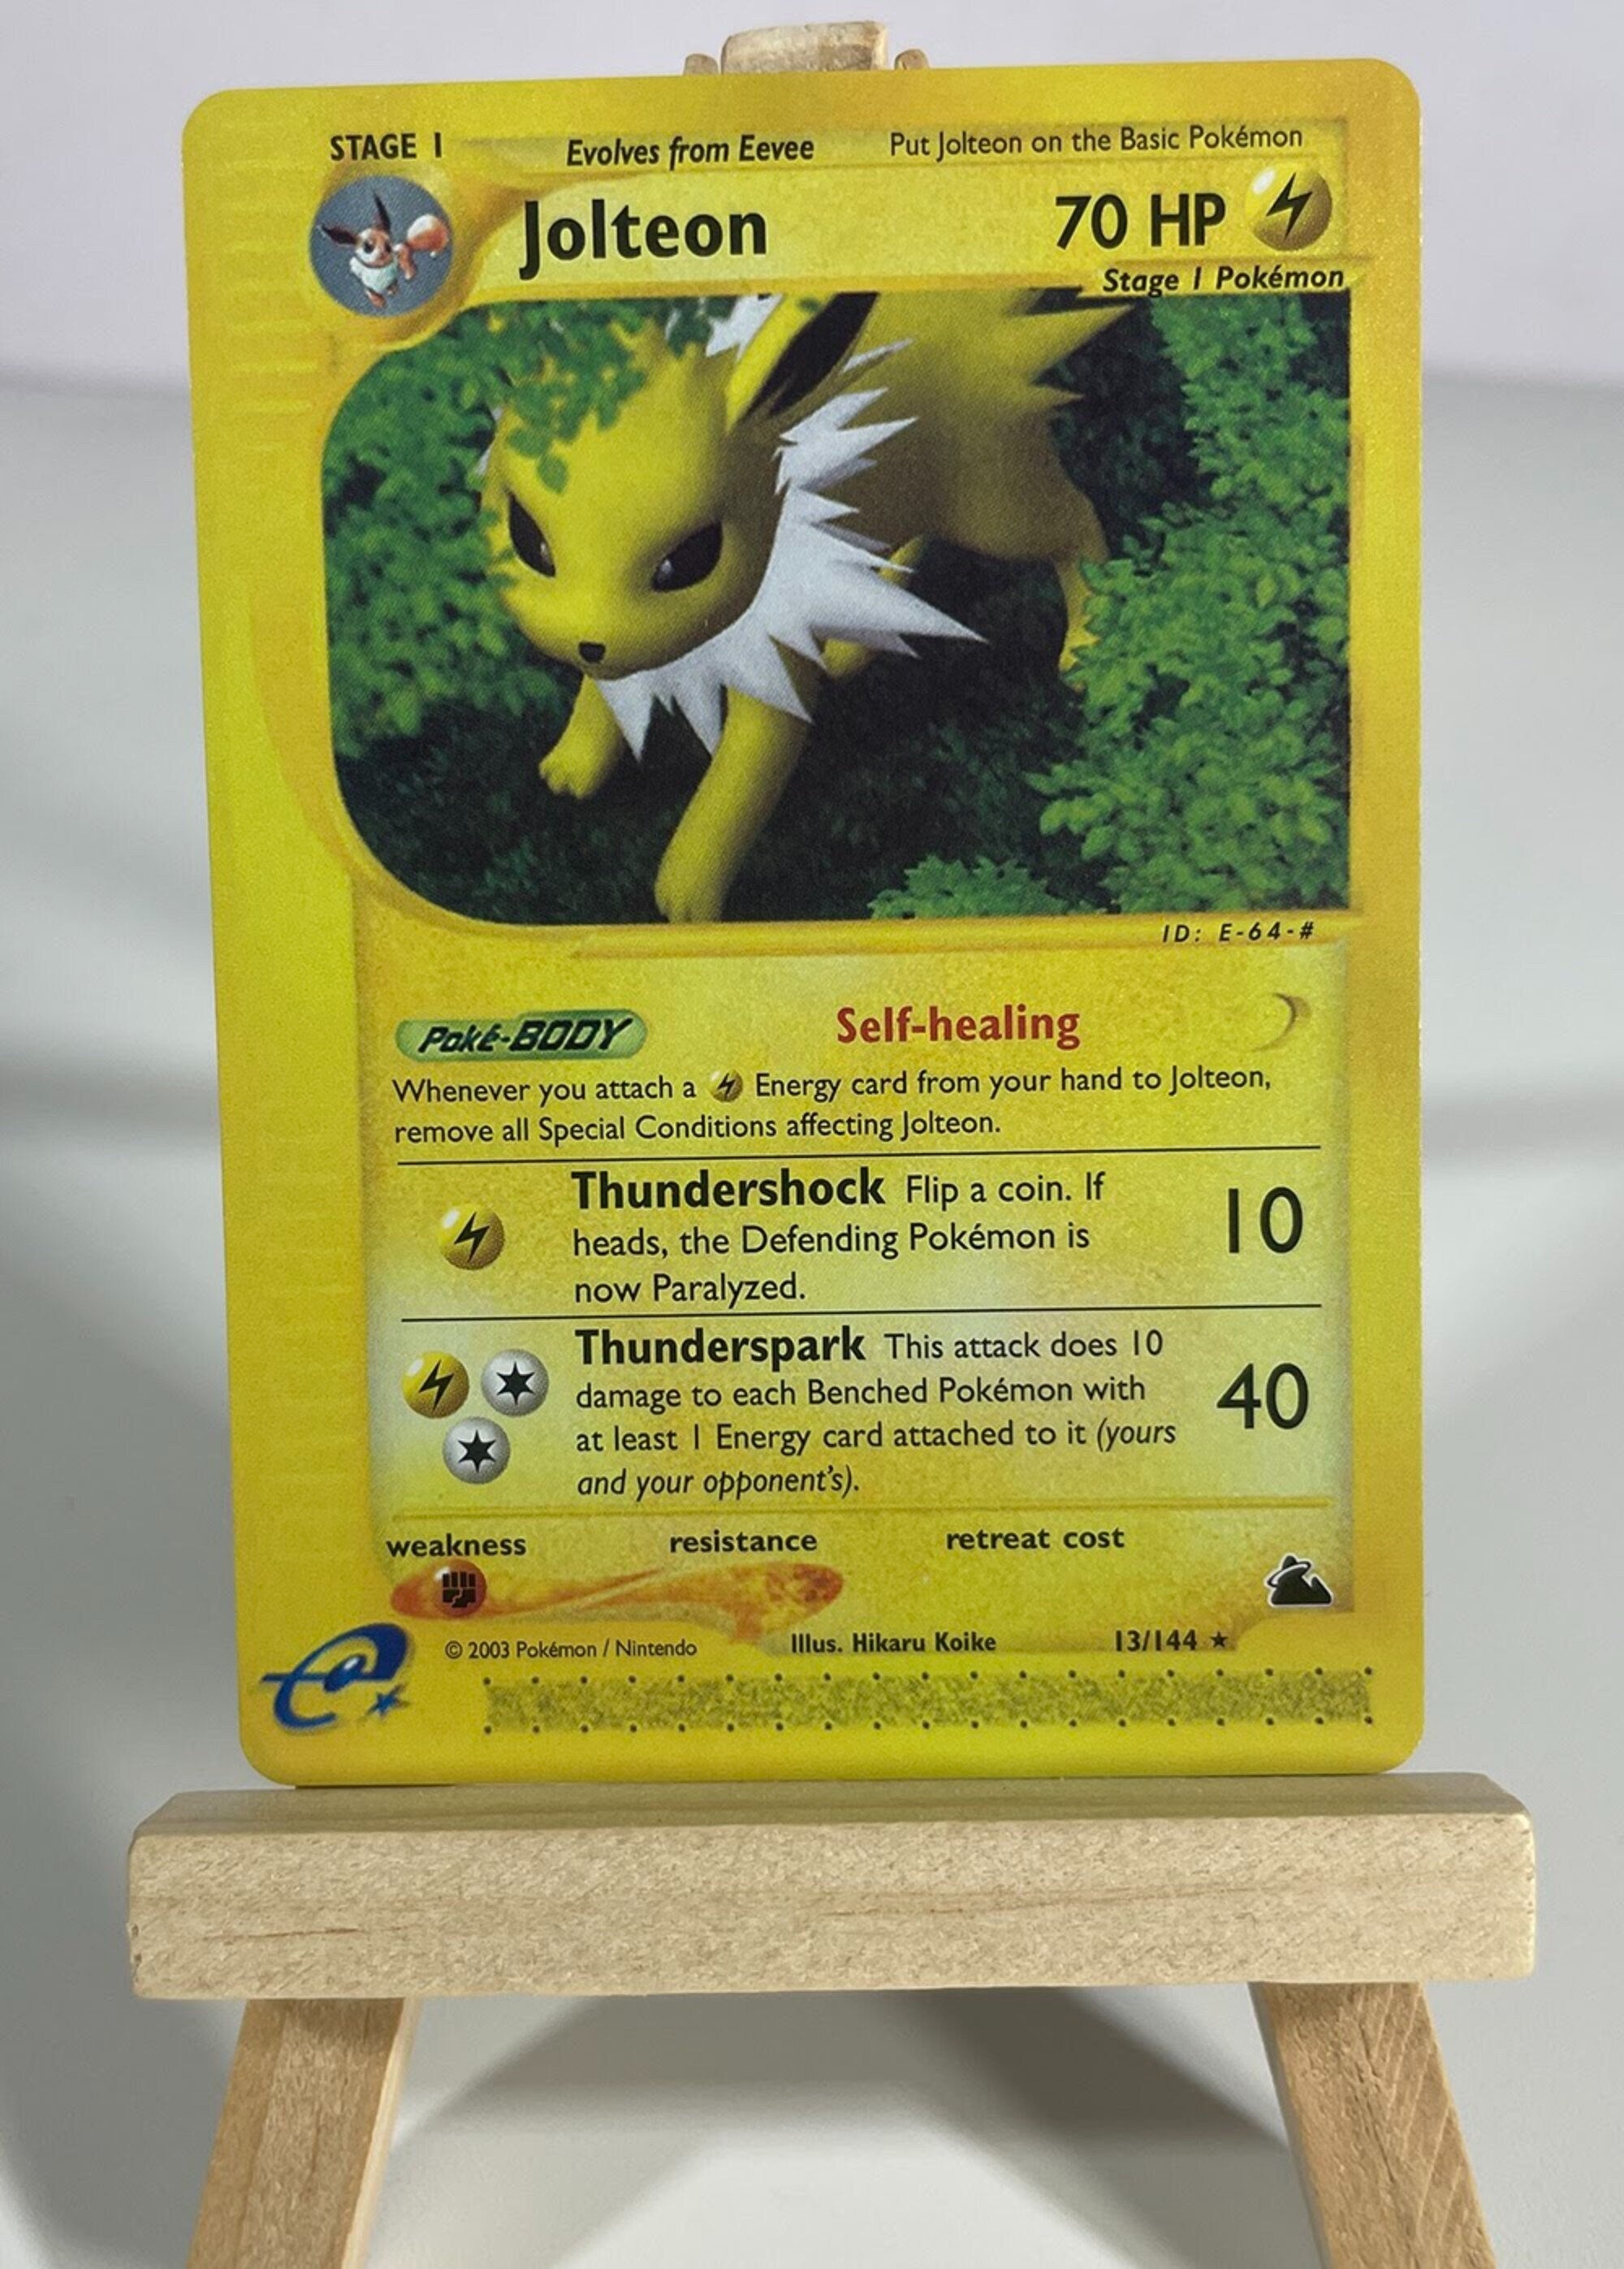 STAGE 1 Evolves from Eevee Put Jolteon on the Basic Pokémon
Jolteon 70 HP
Stage 1 Pokémon
ID: E-64-#
Poké-BODY Self-healing
Whenever you attach a Energy card from your hand to Jolteon,
remove all Special Conditions affecting Jolteon.
Thundershock Flip a coin. If
heads, the Defending Pokémon is
now Paralyzed.
10
Thunderspark This attack does 10
damage to each Benched Pokémon with
at least 1 Energy card attached to it (yours
and your opponent's).
40
weakness resistance retreat cost
© 2003 Pokémon / Nintendo Illus. Hikaru Koike 13/144 ★